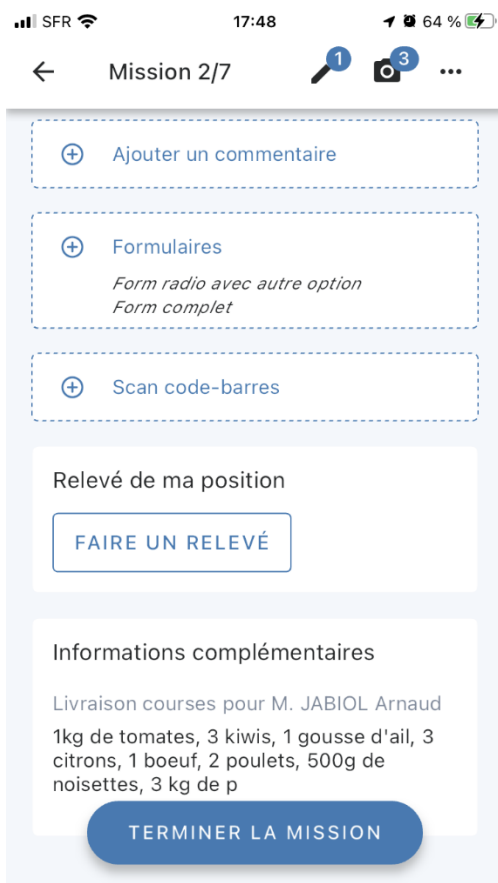 SFR 17:48 64 %
Mission 2/7 1 3
Ajouter un commentaire
Formulaires
Form radio avec autre option
Form complet
Scan code-barres
Relevé de ma position
FAIRE UN RELEVÉ
Informations complémentaires
Livraison courses pour M. JABIOL Arnaud
1kg de tomates, 3 kiwis, 1 gousse d'ail, 3
citrons, 1 boeuf, 2 poulets, 500g de
noisettes, 3 kg de p
TERMINER LA MISSION